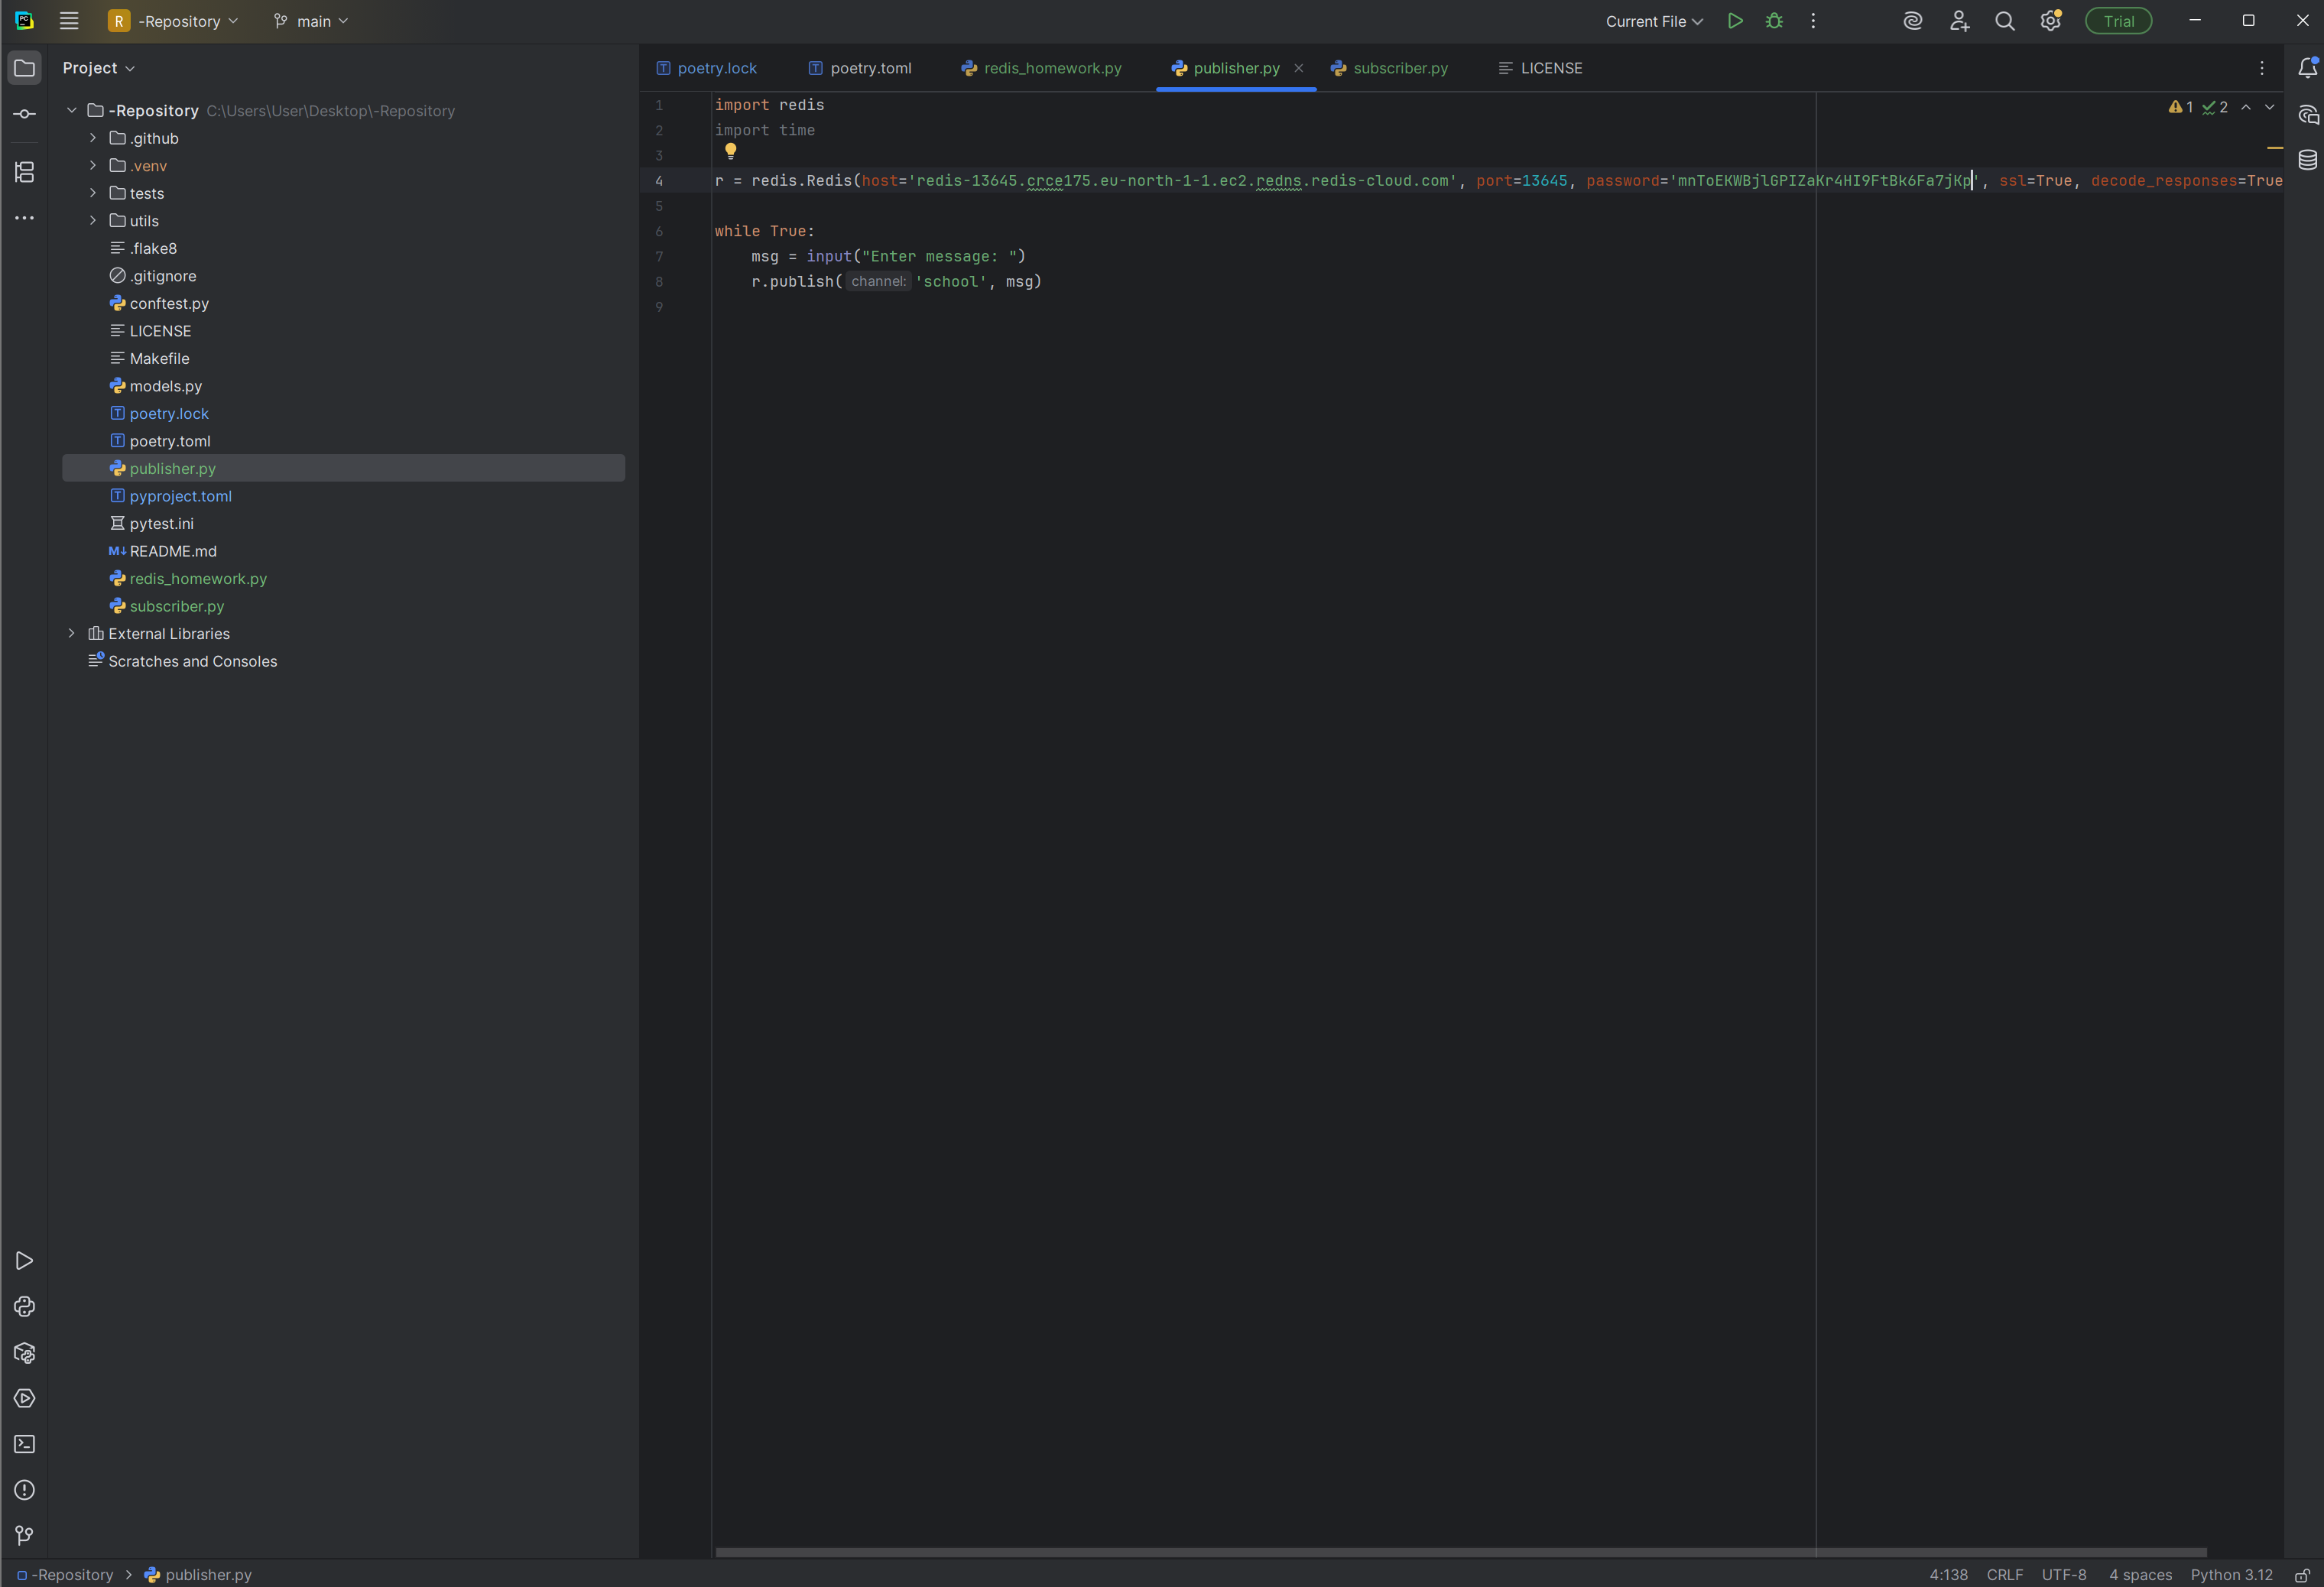 PC
R -Repository
main
Current File
Trial
Project
poetry.lock
poetry.toml
redis_homework.py
publisher.py
subscriber.py
LICENSE
-Repository C:\Users\User\Desktop\-Repository
.github
.venv
tests
utils
.flake8
.gitignore
conftest.py
LICENSE
Makefile
models.py
poetry.lock
poetry.toml
publisher.py
pyproject.toml
pytest.ini
README.md
redis_homework.py
subscriber.py
External Libraries
Scratches and Consoles
1 import redis
2 import time
3
4 r = redis.Redis(host='redis-13645.crce175.eu-north-1-1.ec2.redns.redis-cloud.com', port=13645, password='mnToEKWBjlGPIZaKr4HI9FtBk6Fa7jKp', ssl=True, decode_responses=True
5
6 while True:
7 msg = input("Enter message: ")
8 r.publish( channel: 'school', msg)
9
1 2
-Repository > publisher.py
4:138 CRLF UTF-8 4 spaces Python 3.12